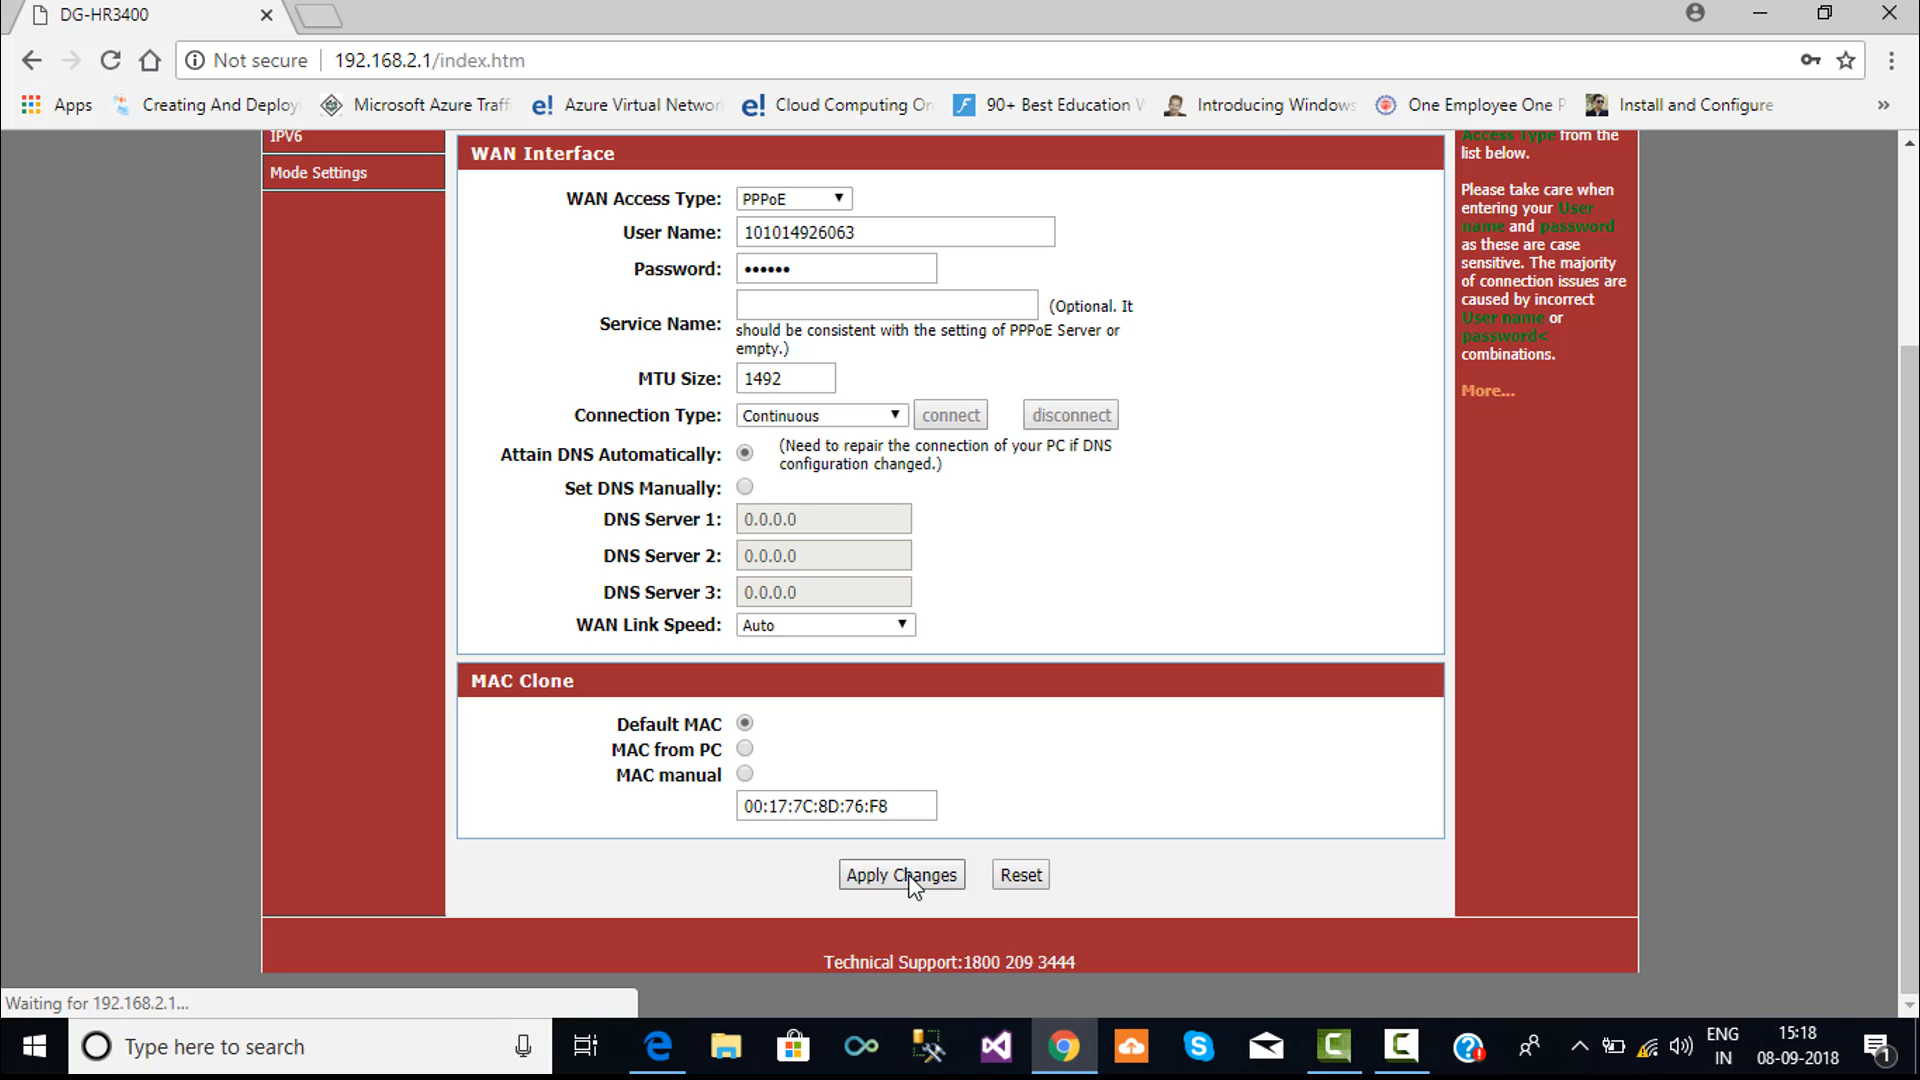 DG-HR3400
Not secure 192.168.2.1/index.htm
Apps Creating And Deploy Microsoft Azure Traf e! Azure Virtual Networ e! Cloud Computing On 90+ Best Education Introducing Windows One Employee One P Install and Configure »
IPV6
Mode Settings
WAN Interface
WAN Access Type: PPPoE
User Name: 101014926063
Password: ••••••
Service Name: (Optional. It
should be consistent with the setting of PPPoE Server or
empty.)
MTU Size: 1492
Connection Type: Continuous connect disconnect
Attain DNS Automatically: (Need to repair the connection of your PC if DNS
configuration changed.)
Set DNS Manually:
DNS Server 1: 0.0.0.0
DNS Server 2: 0.0.0.0
DNS Server 3: 0.0.0.0
WAN Link Speed: Auto
MAC Clone
Default MAC
MAC from PC
MAC manual
00:17:7C:8D:76:F8
Apply Changes Reset
Access Type from the
list below.
Please take care when
entering your User
name and password
as these are case
sensitive. The majority
of connection issues are
caused by incorrect
User name or
password<
combinations.
More...
Technical Support:1800 209 3444
Waiting for 192.168.2.1...
Type here to search
ENG
IN
15:18
08-09-2018
1